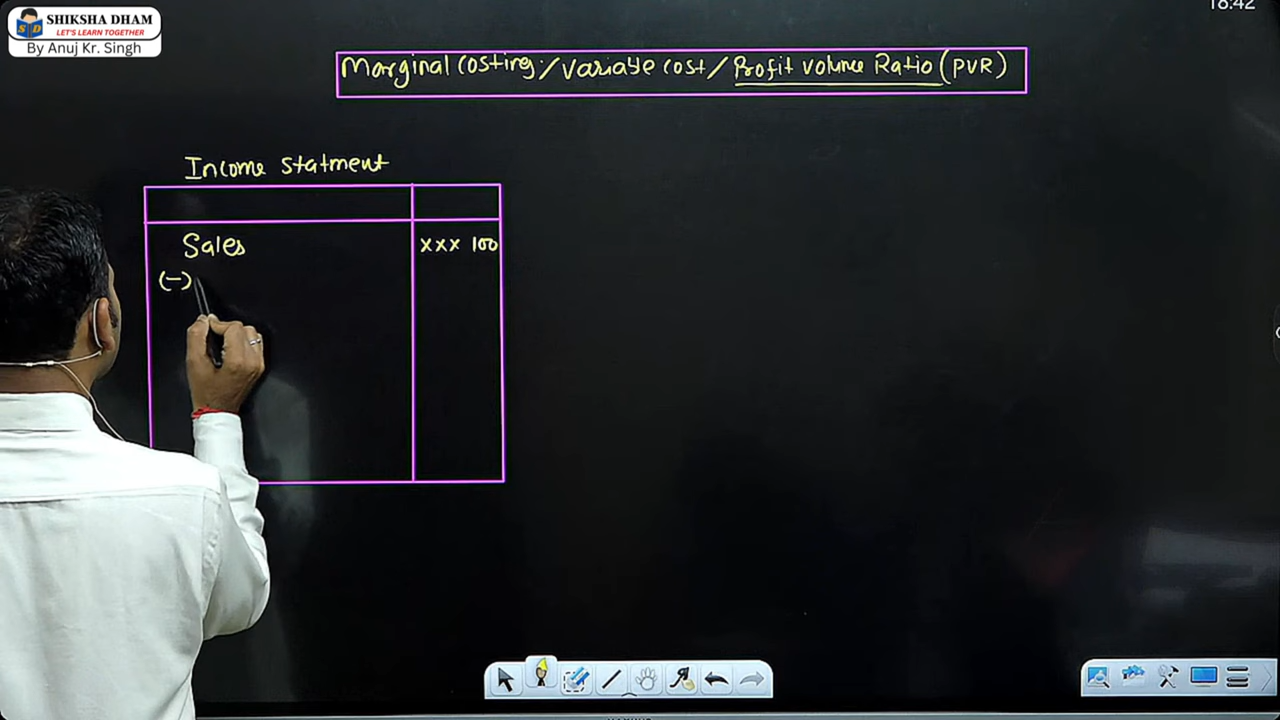 SHIKSHA DHAM
LET'S LEARN TOGETHER
By Anuj Kr. Singh
18:42
Marginal Costing / Variable Cost / Profit Volume Ratio (PVR)
Income Statment
Sales xxx 100
(-)